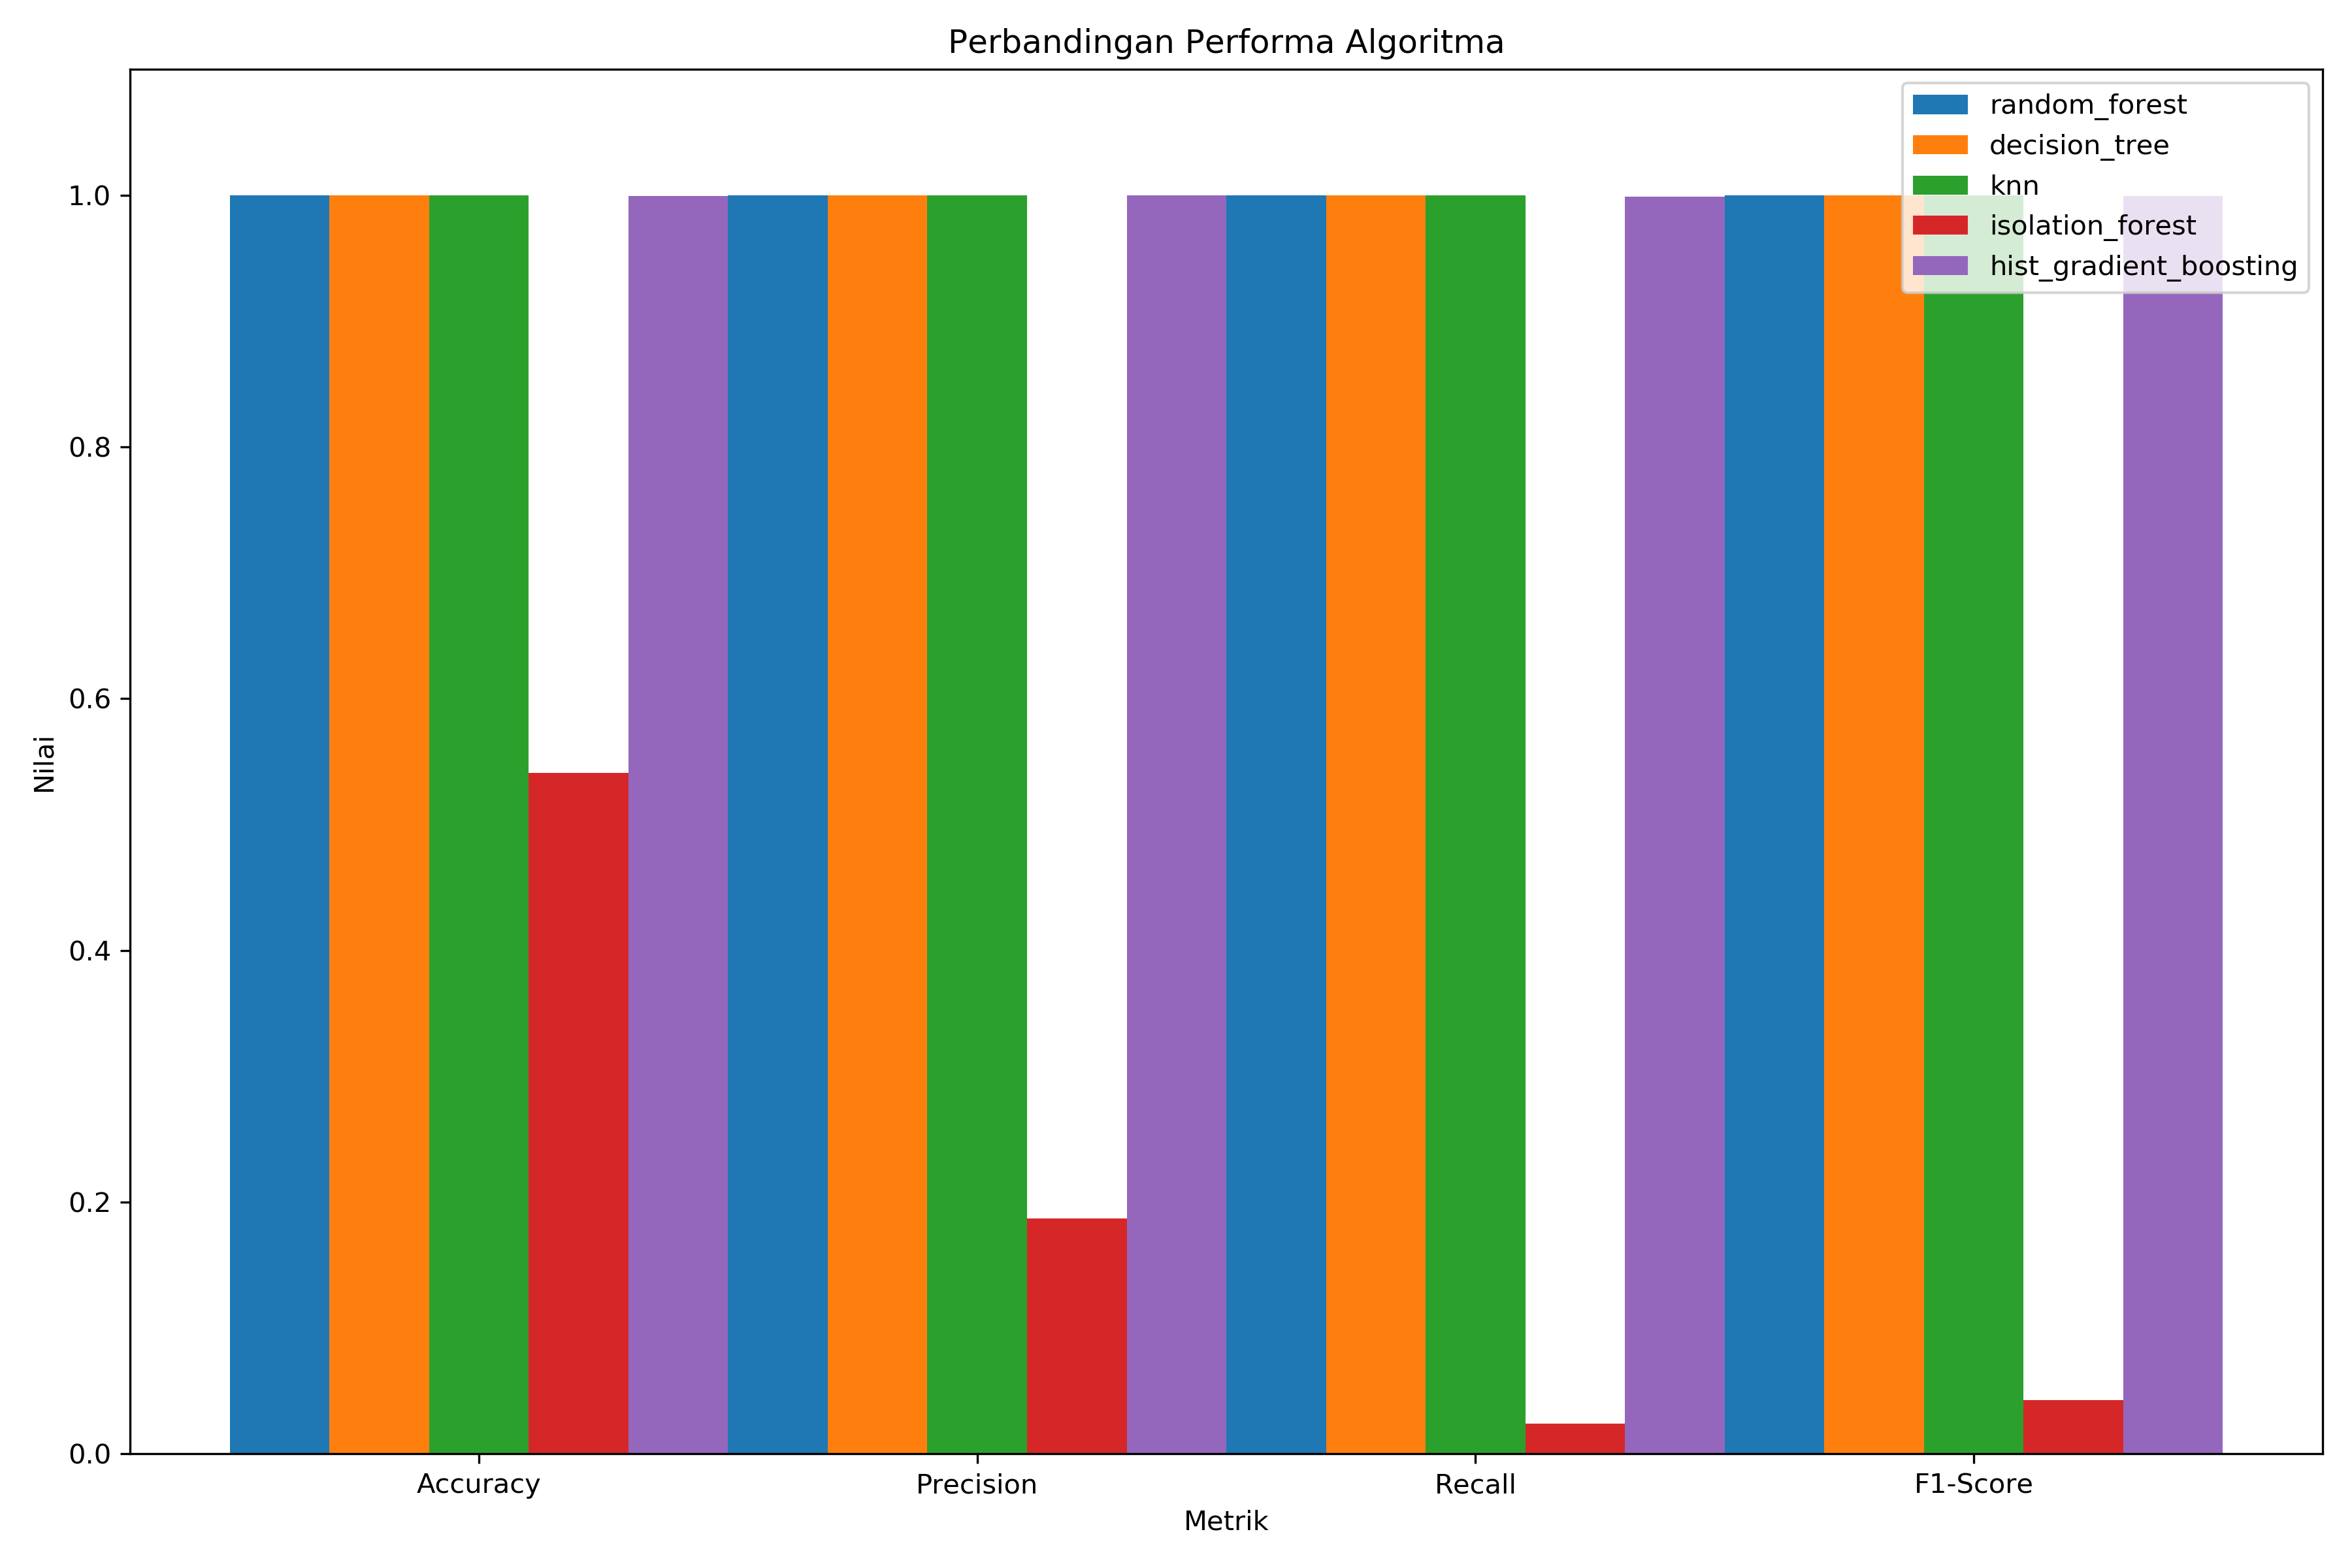 Perbandingan Performa Algoritma
random_forest
decision_tree
knn
isolation_forest
hist_gradient_boosting
1.0
0.8
0.6
0.4
0.2
0.0
Nilai
Accuracy
Precision
Recall
F1-Score
Metrik